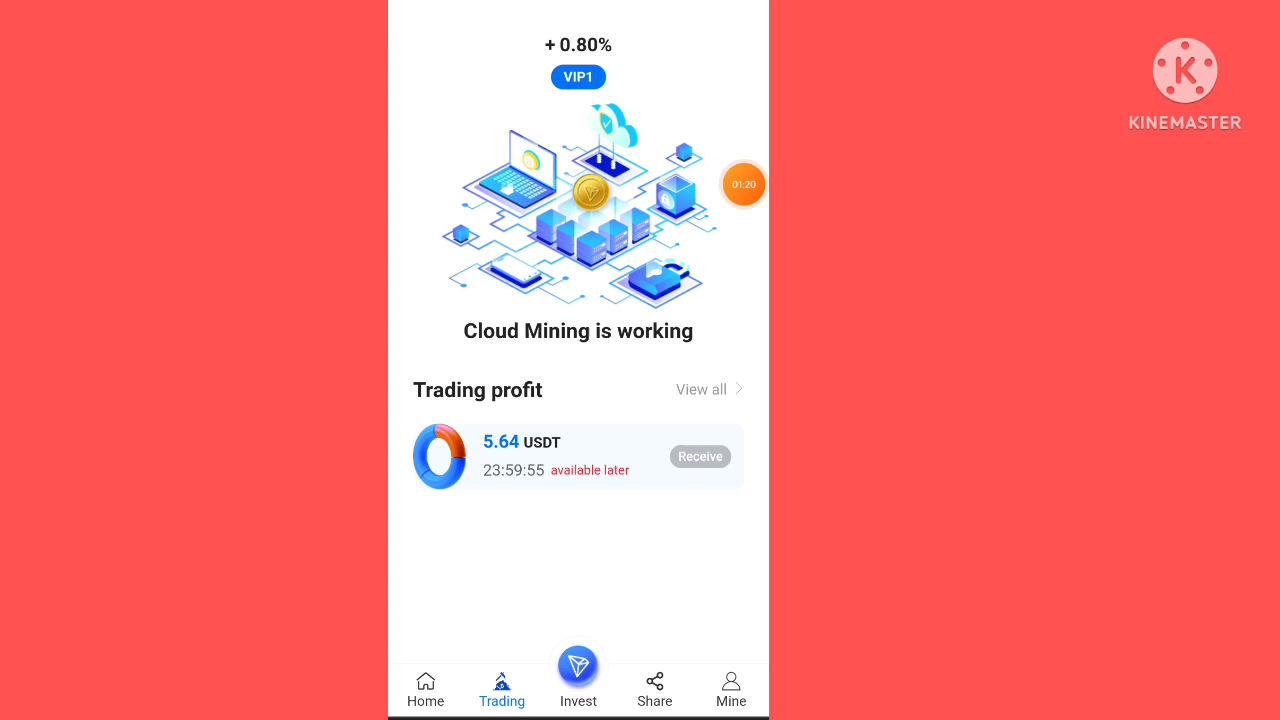 + 0.80%
VIP1
KINEMASTER
01:20
Cloud Mining is working
Trading profit
View all
5.64 USDT
23:59:55 available later
Receive
Home
Trading
Invest
Share
Mine